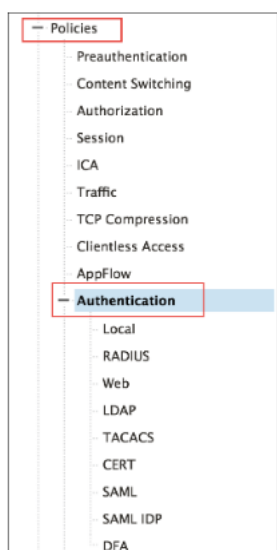 Policies
Preauthentication
Content Switching
Authorization
Session
ICA
Traffic
TCP Compression
Clientless Access
AppFlow
Authentication
Local
RADIUS
Web
LDAP
TACACS
CERT
SAML
SAML IDP
DFA